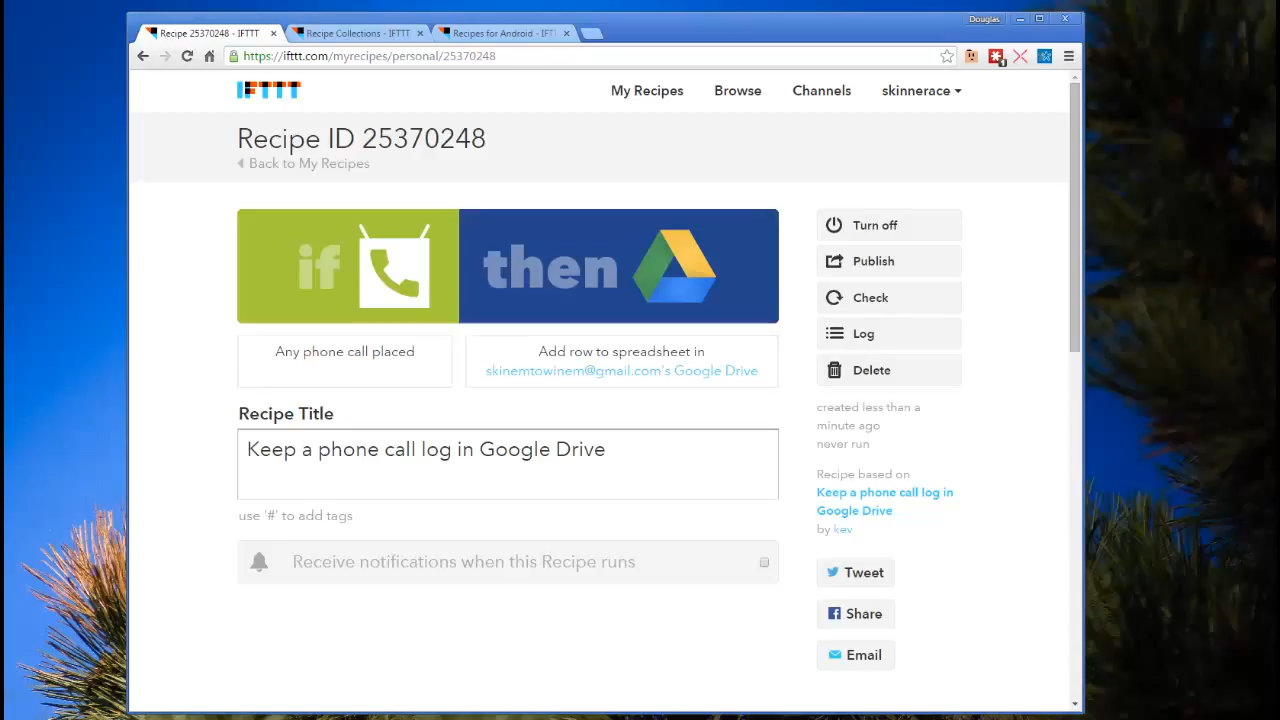 Douglas
Recipe 25370248 - IFTTT
Recipe Collections - IFTTT
Recipes for Android - IFTT
https://ifttt.com/myrecipes/personal/25370248
1
IFTTT
My Recipes
Browse
Channels
skinnerace
Recipe ID 25370248
Back to My Recipes
if
then
Any phone call placed
Add row to spreadsheet in
skinemtowinem@gmail.com's Google Drive
Recipe Title
Keep a phone call log in Google Drive
use '#' to add tags
Receive notifications when this Recipe runs
Turn off
Publish
Check
Log
Delete
created less than a
minute ago
never run
Recipe based on
Keep a phone call log in
Google Drive
by kev
Tweet
Share
Email